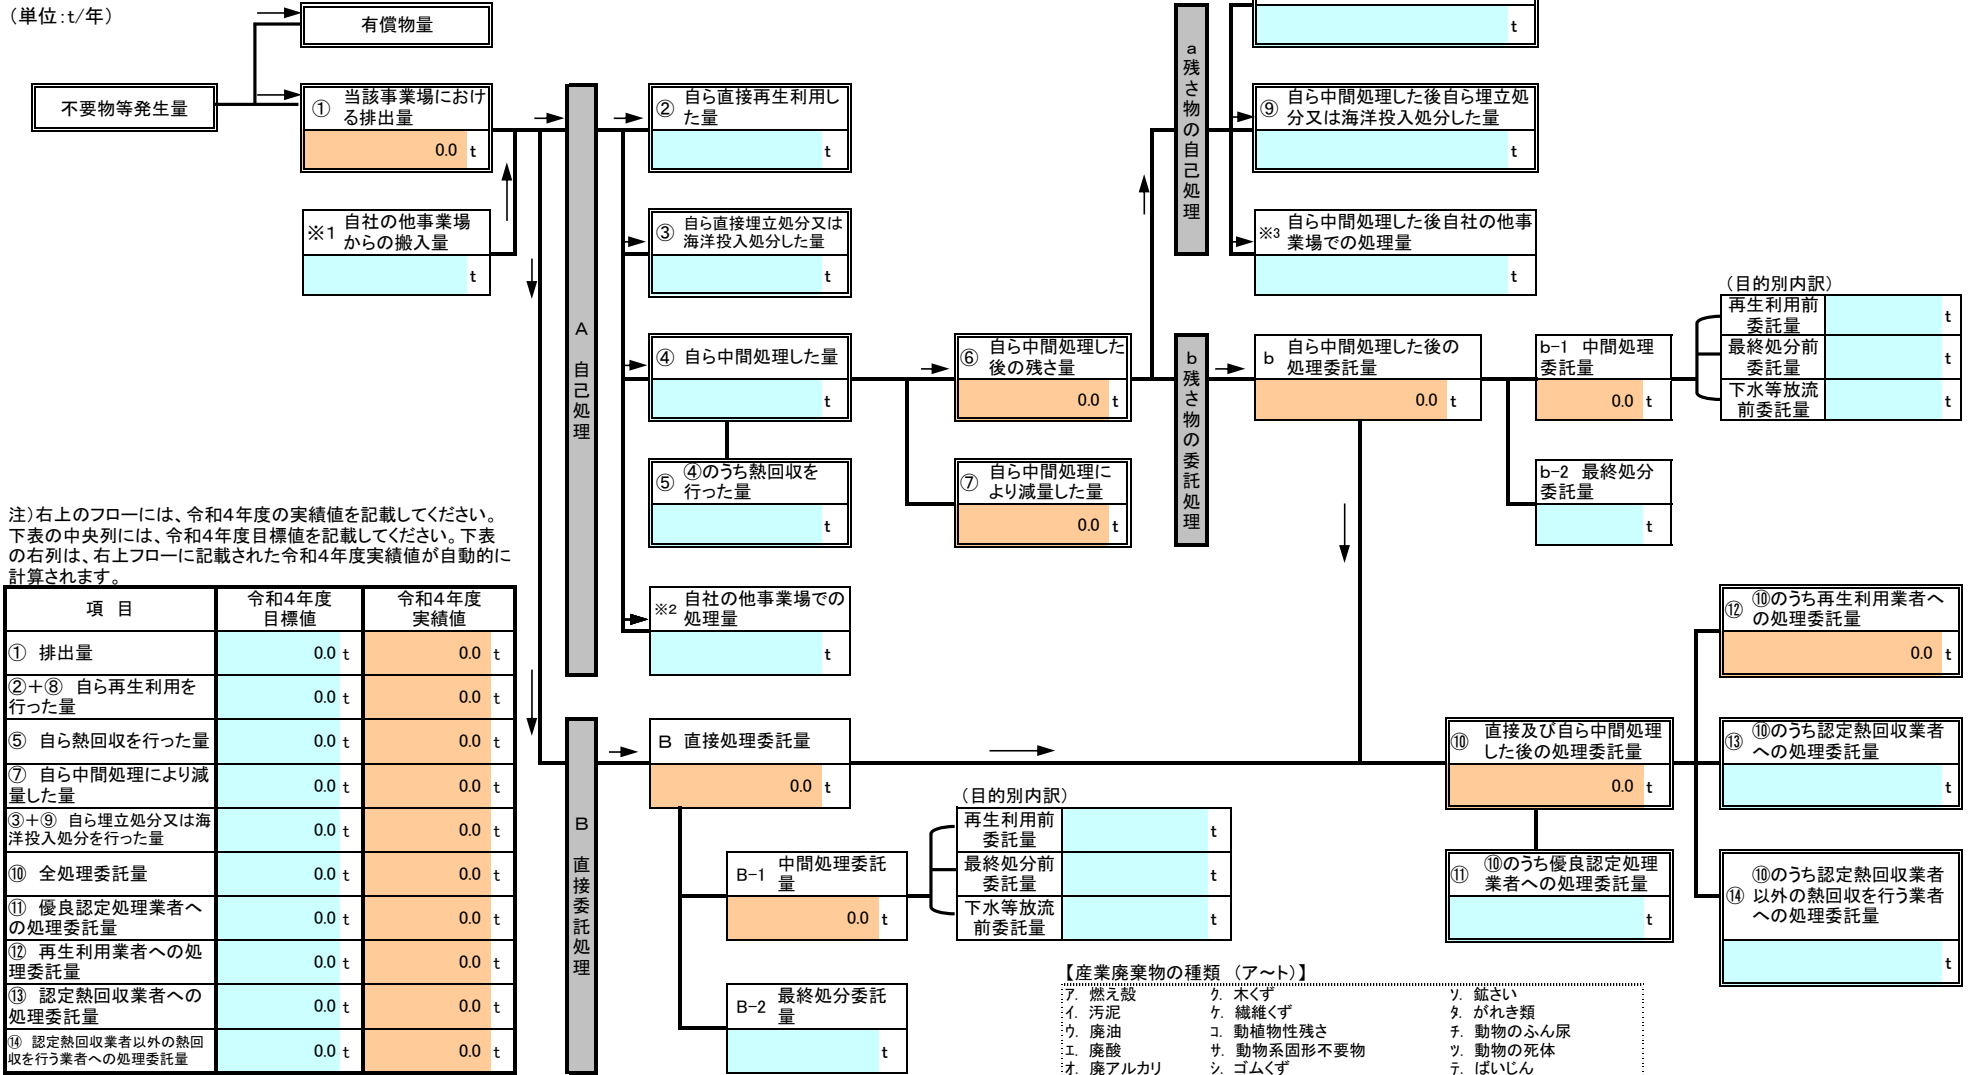 (単位：t/年)
有償物量
不要物等発生量
① 当該事業場におけ
る排出量
0.0 t
※1 自社の他事業場
からの搬入量
t
A 自己処理
② 自ら直接再生利用し
た量
t
③ 自ら直接埋立処分又は
海洋投入処分した量
t
④ 自ら中間処理した量
t
⑤ ④のうち熱回収を
行った量
t
※2 自社の他事業場での
処理量
t
⑥ 自ら中間処理した
後の残さ量
0.0 t
⑦ 自ら中間処理に
より減量した量
0.0 t
a 残さ物の自己処理
t
⑨ 自ら中間処理した後自ら埋立処
分又は海洋投入処分した量
t
※3 自ら中間処理した後自社の他事
業場での処理量
t
b 残さ物の委託処理
b 自ら中間処理した後の
処理委託量
0.0 t
b-1 中間処理
委託量
0.0 t
b-2 最終処分
委託量
t
(目的別内訳)
再生利用前
委託量
t
最終処分前
委託量
t
下水等放流
前委託量
t
注)右上のフローには、令和4年度の実績値を記載してください。
下表の中央列には、令和4年度目標値を記載してください。下表
の右列は、右上フローに記載された令和4年度実績値が自動的に
計算されます。
項 目 令和4年度
目標値 令和4年度
実績値
① 排出量 0.0 t 0.0 t
②＋⑧ 自ら再生利用を
行った量 0.0 t 0.0 t
⑤ 自ら熱回収を行った量 0.0 t 0.0 t
⑦ 自ら中間処理により減
量した量 0.0 t 0.0 t
③＋⑨ 自ら埋立処分又は海
洋投入処分を行った量 0.0 t 0.0 t
⑩ 全処理委託量 0.0 t 0.0 t
⑪ 優良認定処理業者へ
の処理委託量 0.0 t 0.0 t
⑫ 再生利用業者への処
理委託量 0.0 t 0.0 t
⑬ 認定熱回収業者への
処理委託量 0.0 t 0.0 t
⑭ 認定熱回収業者以外の熱回
収を行う業者への処理委託量 0.0 t 0.0 t
B 直接委託処理
B 直接処理委託量
0.0 t
B-1 中間処理委託
量
0.0 t
B-2 最終処分委託
量
t
(目的別内訳)
再生利用前
委託量
t
最終処分前
委託量
t
下水等放流
前委託量
t
⑩ 直接及び自ら中間処理
した後の処理委託量
0.0 t
⑪ ⑩のうち優良認定処理
業者への処理委託量
t
⑫ ⑩のうち再生利用業者へ
の処理委託量
0.0 t
⑬ ⑩のうち認定熱回収業者
への処理委託量
t
⑭ ⑩のうち認定熱回収業者
以外の熱回収を行う業者
への処理委託量
t
【産業廃棄物の種類 (ア～ト)】
ア. 燃え殻 ク. 木くず ソ. 鉱さい
イ. 汚泥 ケ. 繊維くず タ. がれき類
ウ. 廃油 コ. 動植物性残さ チ. 動物のふん尿
エ. 廃酸 サ. 動物系固形不要物 ツ. 動物の死体
オ. 廃アルカリ シ. ゴムくず テ. ばいじん